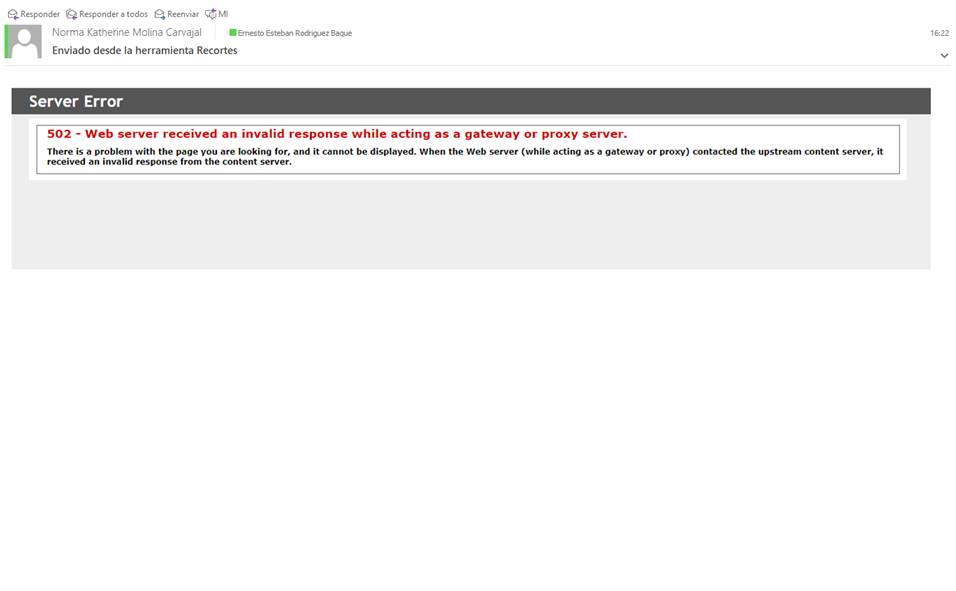 Responder Responder a todos Reenviar MI
Norma Katherine Molina Carvajal Ernesto Esteban Rodriguez Baque 16:22
Enviado desde la herramienta Recortes
Server Error
502 - Web server received an invalid response while acting as a gateway or proxy server.
There is a problem with the page you are looking for, and it cannot be displayed. When the Web server (while acting as a gateway or proxy) contacted the upstream content server, it
received an invalid response from the content server.